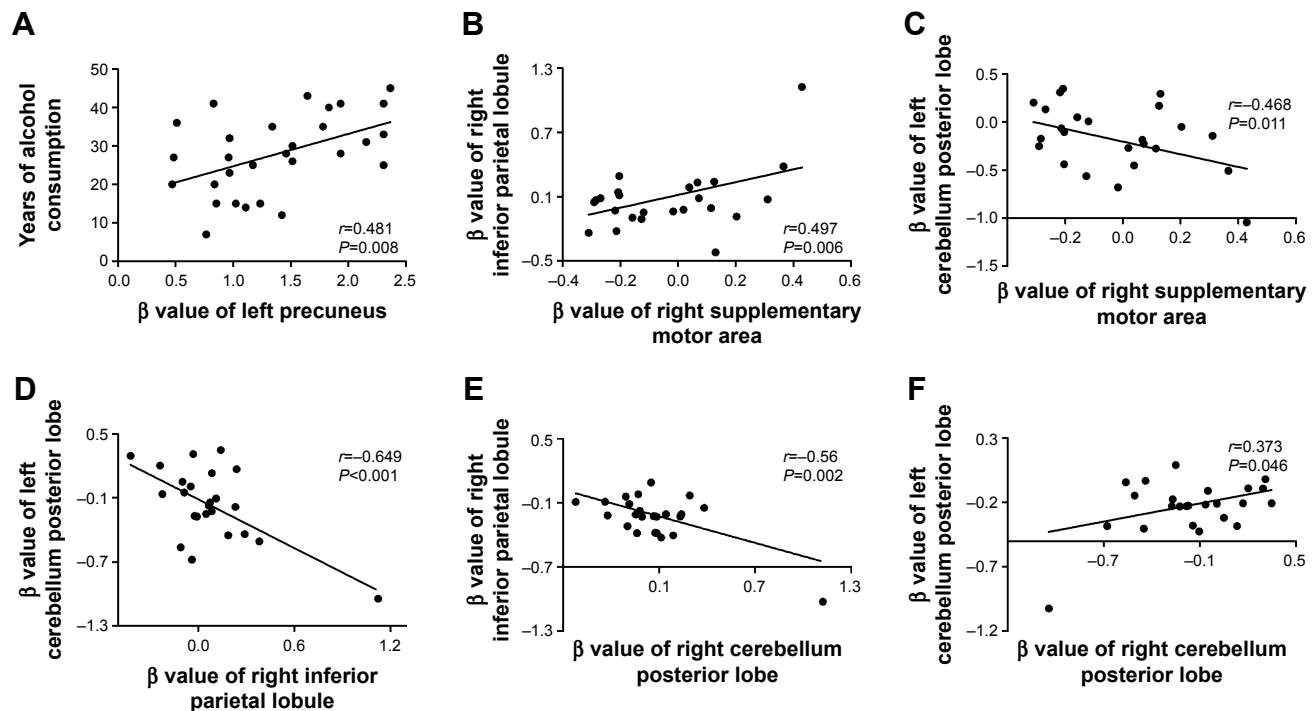 A
Years of alcohol
consumption
50
40
30
20
10
0
0.0
0.5
1.0
1.5
2.0
2.5
r=0.481
P=0.008
β value of left precuneus
B
β value of right
inferior parietal lobule
1.3
0.7
0.1
–0.5
–0.4
–0.2
0.0
0.2
0.4
0.6
r=0.497
P=0.006
β value of right supplementary
motor area
C
β value of left
cerebellum posterior lobe
0.5
0.0
–0.5
–1.0
–1.5
–0.2
0.0
0.2
0.4
0.6
r=–0.468
P=0.011
β value of right supplementary
motor area
D
β value of left
cerebellum posterior lobe
0.5
–0.1
–0.7
–1.3
0.0
0.6
1.2
r=–0.649
P<0.001
β value of right inferior
parietal lobule
E
β value of right
inferior parietal lobule
0.5
–0.1
–0.7
–1.3
0.1
0.7
1.3
r=–0.56
P=0.002
β value of right cerebellum
posterior lobe
F
β value of left
cerebellum posterior lobe
0.3
–0.2
–0.7
–1.2
–0.7
–0.1
0.5
r=0.373
P=0.046
β value of right cerebellum
posterior lobe